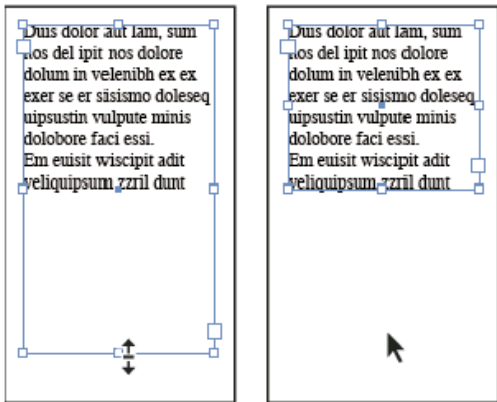 Duis dolor aut lam, sum
nos del ipit nos dolore
dolum in velenibh ex ex
exer se er sisismo doleseq
uipsustin vulpute minis
dolobore faci essi.
Em euisit wiscipit adit
veliquipsum zzril dunt
Duis dolor aut lam, sum
nos del ipit nos dolore
dolum in velenibh ex ex
exer se er sisismo doleseq
uipsustin vulpute minis
dolobore faci essi.
Em euisit wiscipit adit
veliquipsum zzril dunt